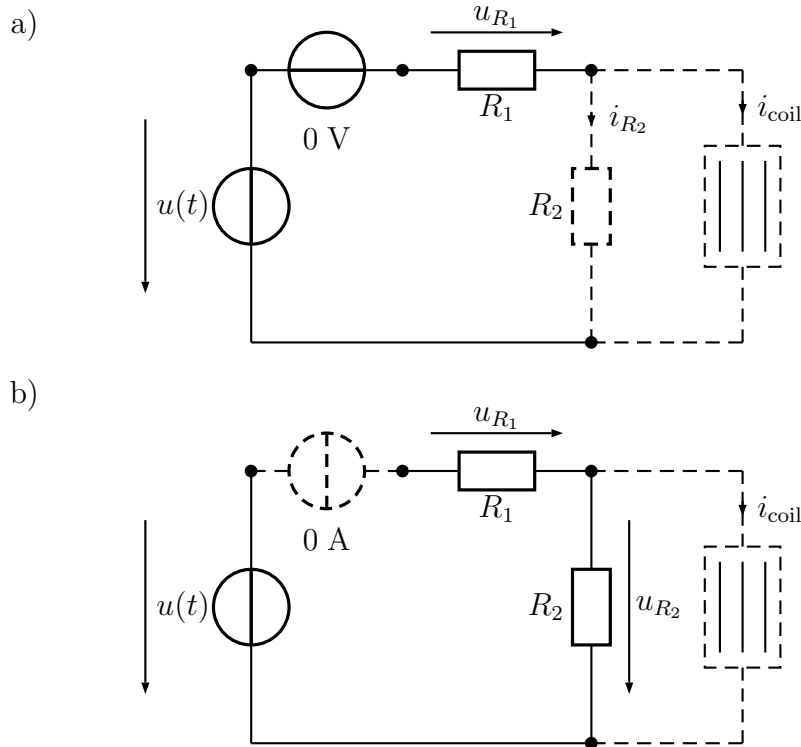 a)
u_{R_1}
R_1
i_{R_2}
i_{coil}
0 V
u(t)
R_2
b)
u_{R_1}
R_1
i_{coil}
0 A
u(t)
R_2
u_{R_2}